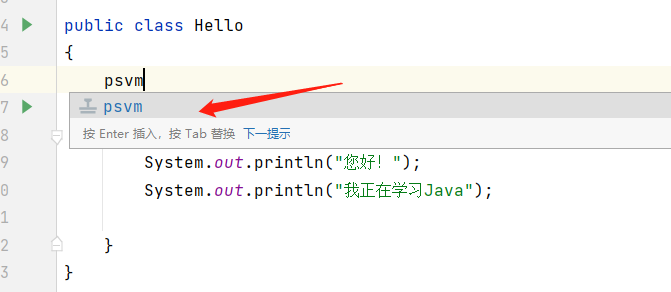 4 public class Hello
5 {
6 psvm
7 psvm
8 按 Enter 插入，按 Tab 替换 下一提示
9 System.out.println("您好！");
0 System.out.println("我正在学习Java");
1
2 }
3 }